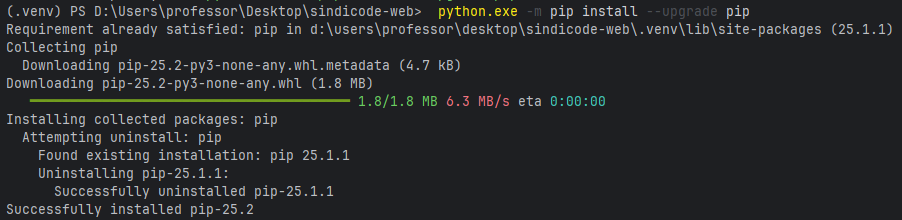 (.venv) PS D:\Users\professor\Desktop\sindicode-web>  python.exe -m pip install --upgrade pip
Requirement already satisfied: pip in d:\users\professor\desktop\sindicode-web\.venv\lib\site-packages (25.1.1)
Collecting pip
  Downloading pip-25.2-py3-none-any.whl.metadata (4.7 kB)
Downloading pip-25.2-py3-none-any.whl (1.8 MB)
1.8/1.8 MB 6.3 MB/s eta 0:00:00
Installing collected packages: pip
  Attempting uninstall: pip
    Found existing installation: pip 25.1.1
    Uninstalling pip-25.1.1:
      Successfully uninstalled pip-25.1.1
Successfully installed pip-25.2